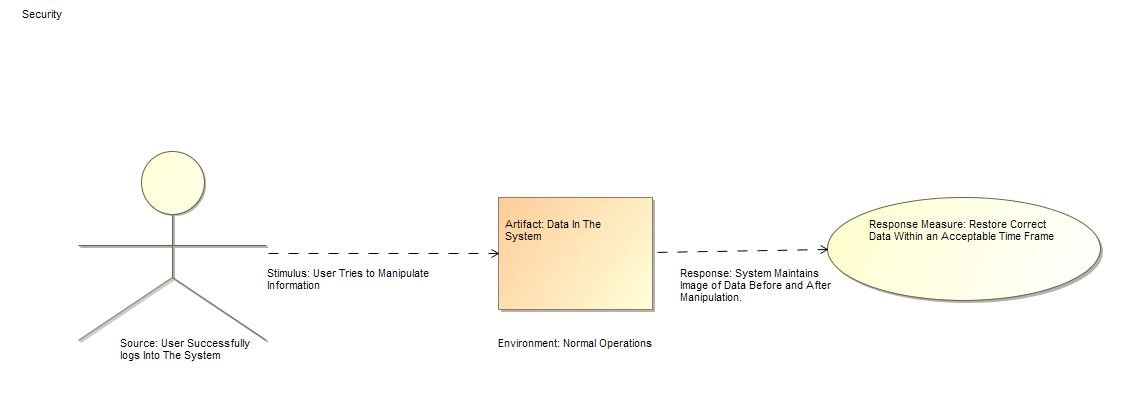 Security
Artifact: Data In The
System
Response Measure: Restore Correct
Data Within an Acceptable Time Frame
Stimulus: User Tries to Manipulate
Information
Response: System Maintains
Image of Data Before and After
Manipulation.
Source: User Successfully
logs Into The System
Environment: Normal Operations